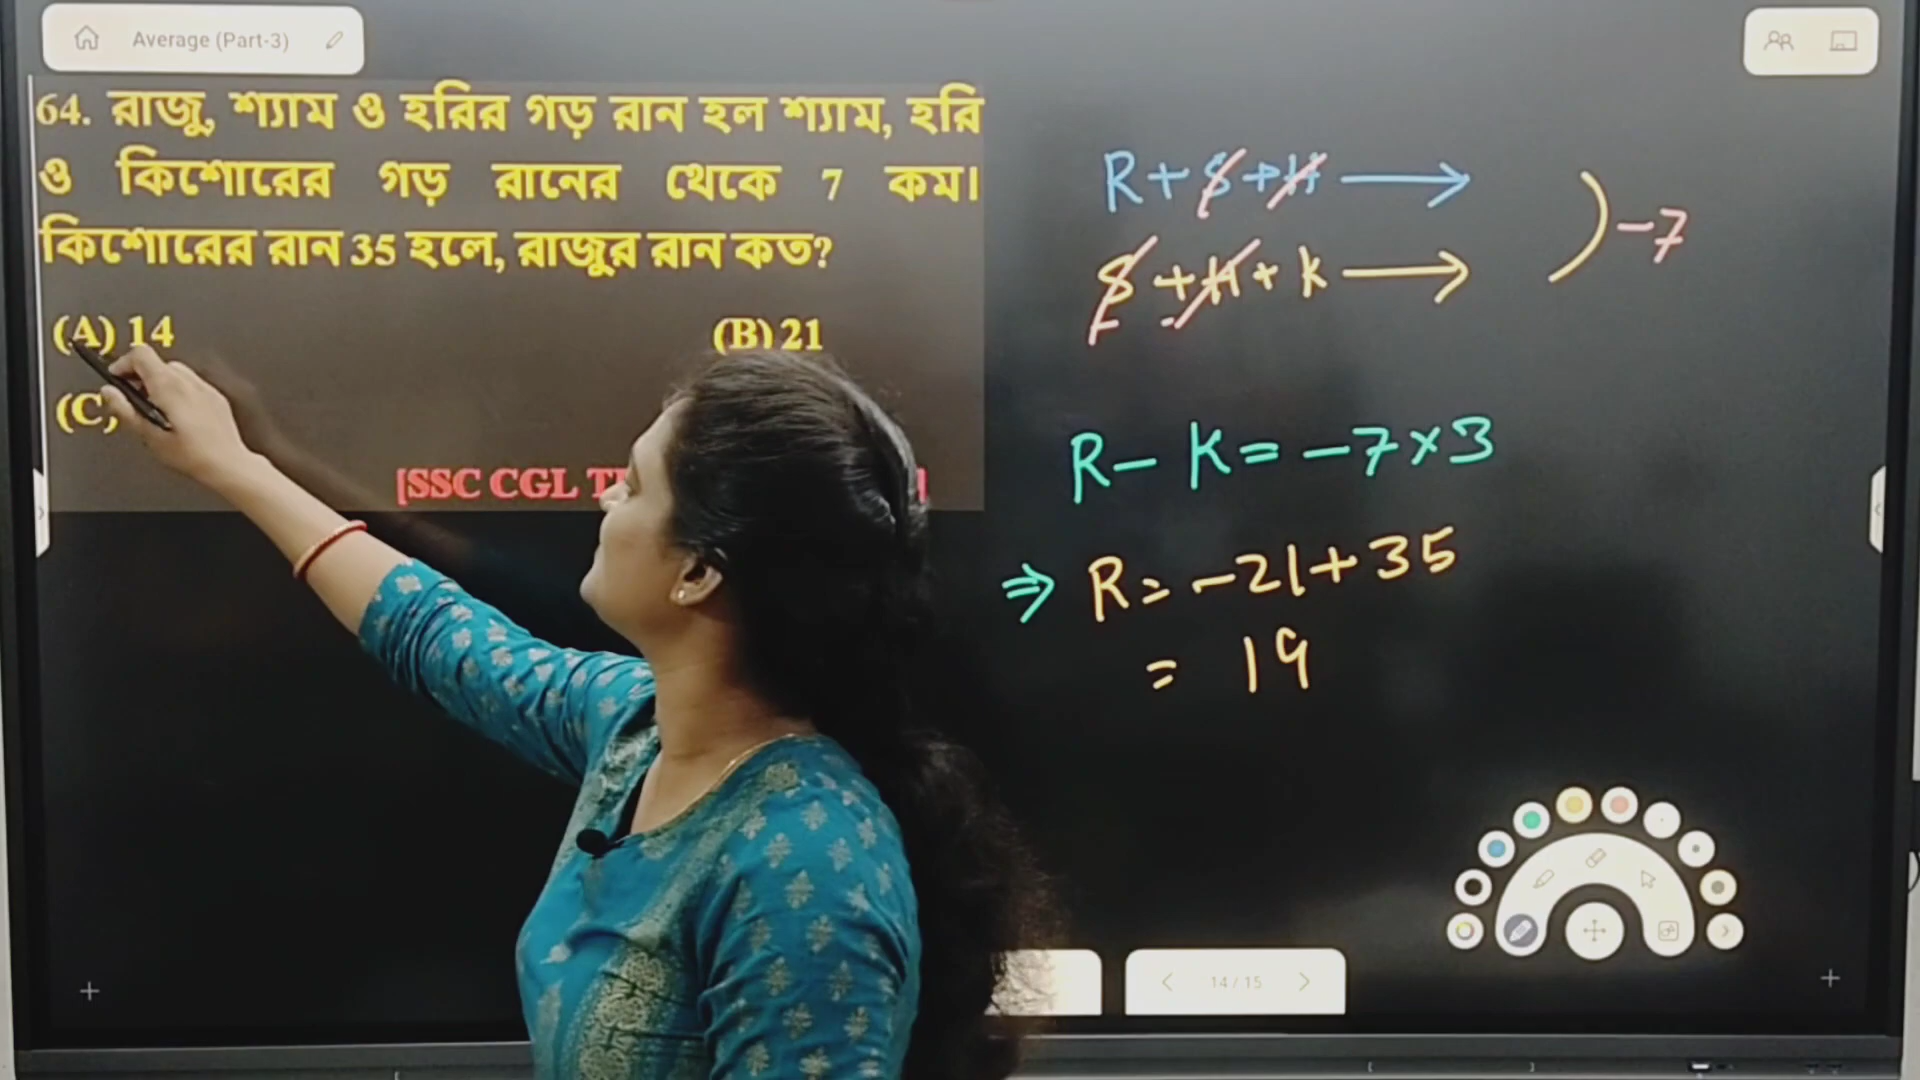 Average (Part-3)
64. রাজু, শ্যাম ও হরির গড় রান হল শ্যাম, হরি
ও কিশোরের গড় রানের থেকে 7 কম।
কিশোরের রান 35 হলে, রাজুর রান কত?
(A) 14
(B) 21
(C)
[SSC CGL
R+S+H →
S+H+K →
) -7
R - K = -7×3
⇒ R = -21+35
= 14
14 / 15